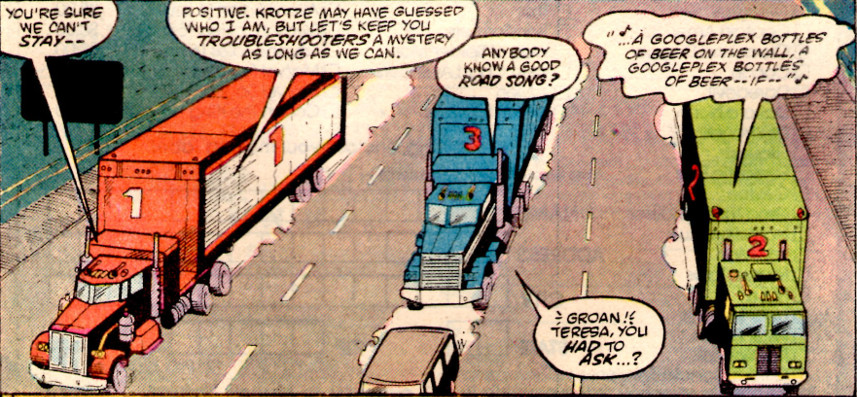 YOU'RE SURE
WE CAN'T
STAY--
POSITIVE. KROTZE MAY HAVE GUESSED
WHO I AM, BUT LET'S KEEP YOU
TROUBLESHOOTERS A MYSTERY
AS LONG AS WE CAN.
ANYBODY
KNOW A GOOD
ROAD SONG?
"♪...A GOOGLEPLEX BOTTLES
OF BEER ON THE WALL, A
GOOGLEPLEX BOTTLES
OF BEER--IF--"♪
GROAN!!
TERESA, YOU
HAD TO
ASK...?
1
1
3
2
2